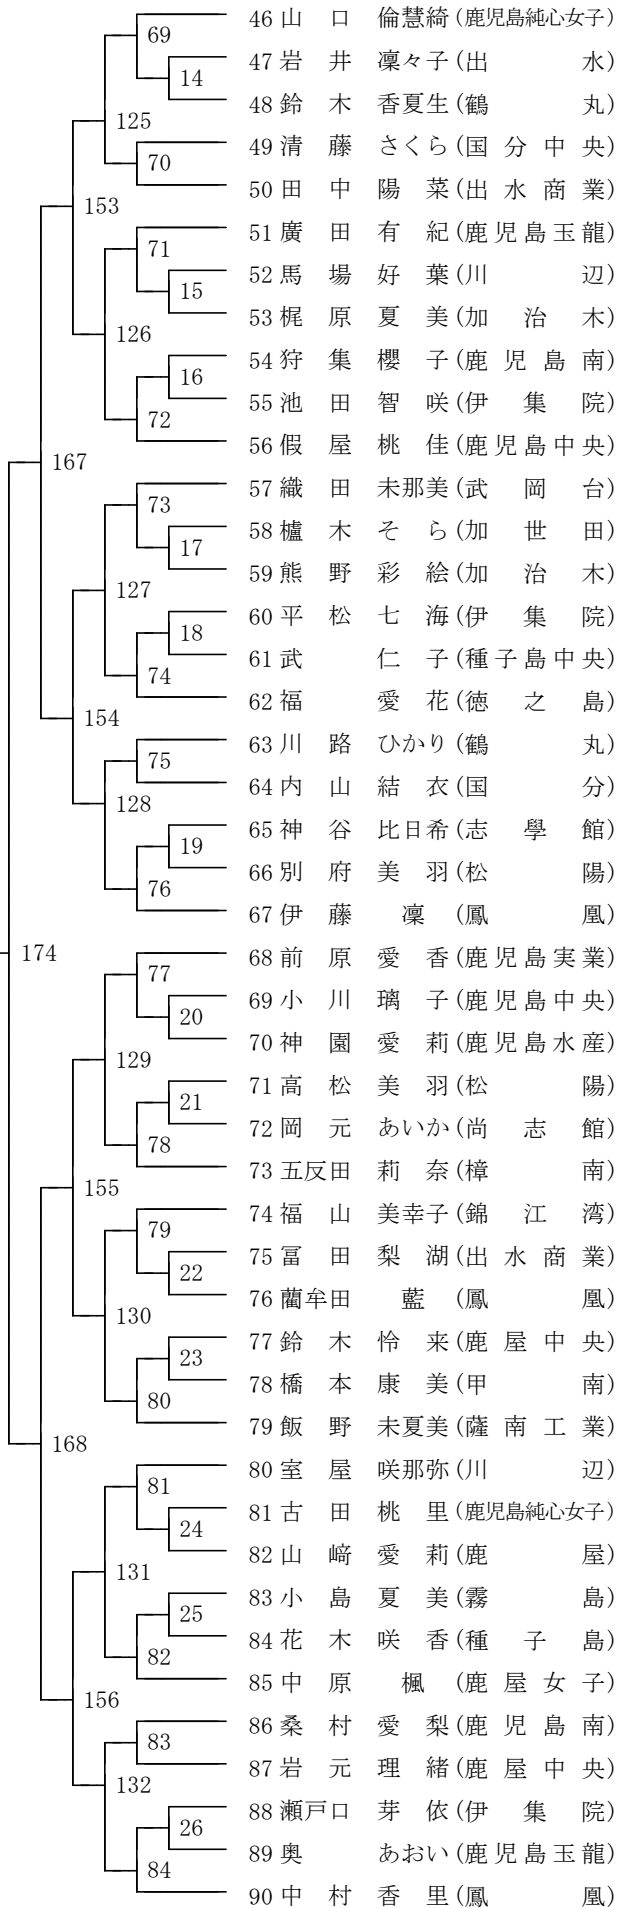 46 山口 倫慧綺 (鹿児島純心女子)
69
47 岩井 凜々子 (出水)
14
48 鈴木 香夏生 (鶴丸)
125
49 清藤 さくら (国分中央)
70
50 田中 陽菜 (出水商業)
153
51 廣田 有紀 (鹿児島玉龍)
71
52 馬場 好葉 (川辺)
15
53 梶原 夏美 (加治木)
126
54 狩集 櫻子 (鹿児島南)
16
55 池田 智咲 (伊集院)
72
56 假屋 桃佳 (鹿児島中央)
167
57 織田 未那美 (武岡台)
73
58 櫨木 そら (加世田)
17
59 熊野 彩絵 (加治木)
127
60 平松 七海 (伊集院)
18
61 武 仁子 (種子島中央)
74
62 福 愛花 (徳之島)
154
63 川路 ひかり (鶴丸)
75
64 内山 結衣 (国分)
128
65 神谷 比日希 (志學館)
19
66 別府 美羽 (松陽)
76
67 伊藤 凜 (鳳凰)
174
68 前原 愛香 (鹿児島実業)
77
69 小川 璃子 (鹿児島中央)
20
70 神園 愛莉 (鹿児島水産)
129
71 高松 美羽 (松陽)
21
72 岡元 あいか (尚志館)
78
73 五反田 莉奈 (樟南)
155
74 福山 美幸子 (錦江湾)
79
75 冨田 梨湖 (出水商業)
22
76 藺牟田 藍 (鳳凰)
130
77 鈴木 怜来 (鹿屋中央)
23
78 橋本 康美 (甲南)
80
79 飯野 未夏美 (薩南工業)
168
80 室屋 咲那弥 (川辺)
81
81 古田 桃里 (鹿児島純心女子)
24
82 山﨑 愛莉 (鹿屋)
131
83 小島 夏美 (霧島)
25
84 花木 咲香 (種子島)
82
85 中原 楓 (鹿屋女子)
156
86 桑村 愛梨 (鹿児島南)
83
87 岩元 理緒 (鹿屋中央)
132
88 瀬戸口 芽依 (伊集院)
26
89 奥 あおい (鹿児島玉龍)
84
90 中村 香里 (鳳凰)